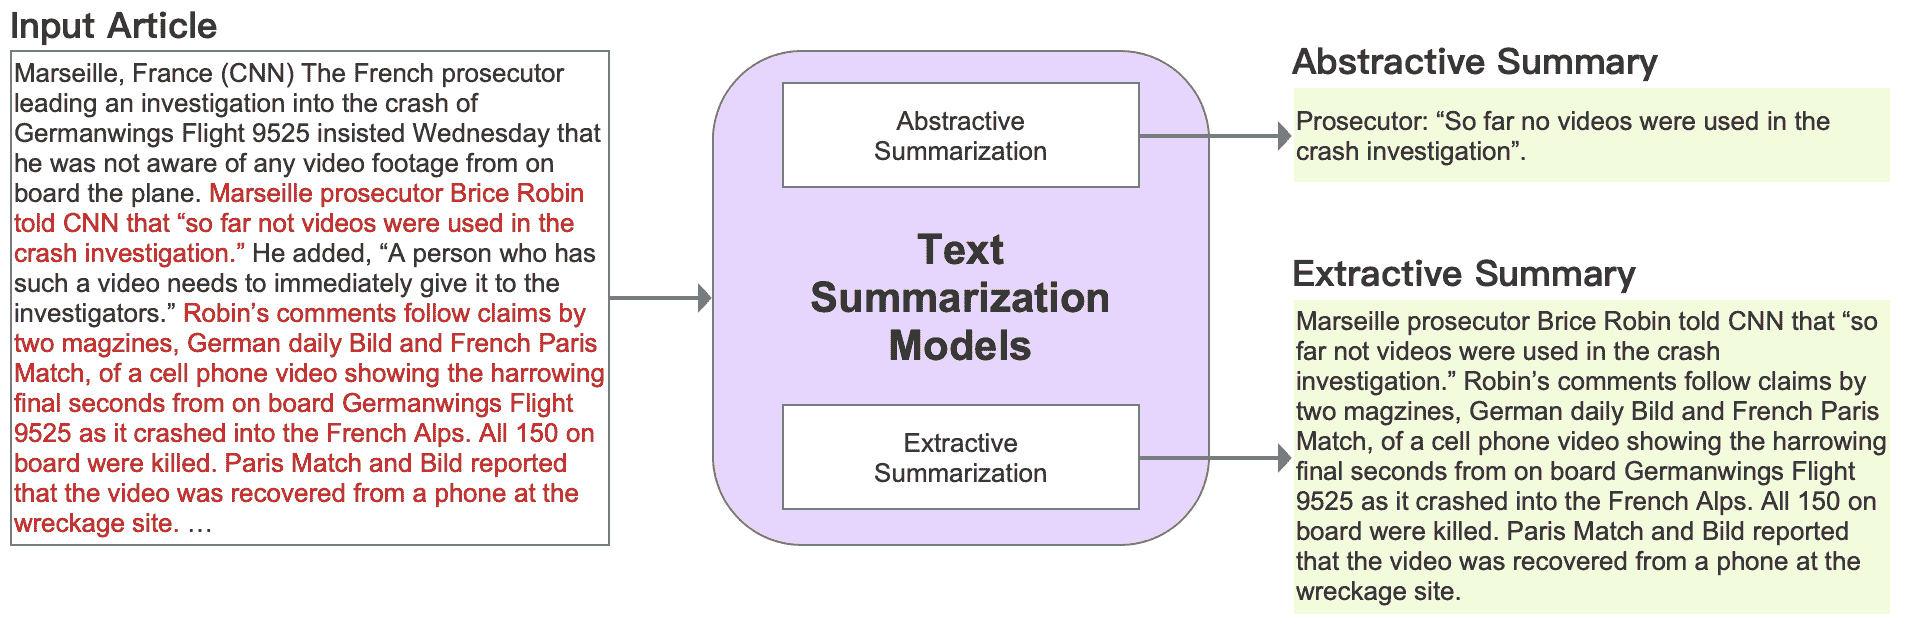 Input Article
Marseille, France (CNN) The French prosecutor
leading an investigation into the crash of
Germanwings Flight 9525 insisted Wednesday that
he was not aware of any video footage from on
board the plane. Marseille prosecutor Brice Robin
told CNN that “so far not videos were used in the
crash investigation.” He added, “A person who has
such a video needs to immediately give it to the
investigators.” Robin’s comments follow claims by
two magzines, German daily Bild and French Paris
Match, of a cell phone video showing the harrowing
final seconds from on board Germanwings Flight
9525 as it crashed into the French Alps. All 150 on
board were killed. Paris Match and Bild reported
that the video was recovered from a phone at the
wreckage site. …
Abstractive
Summarization
Text
Summarization
Models
Extractive
Summarization
Abstractive Summary
Prosecutor: “So far no videos were used in the
crash investigation”.
Extractive Summary
Marseille prosecutor Brice Robin told CNN that “so
far not videos were used in the crash
investigation.” Robin’s comments follow claims by
two magzines, German daily Bild and French Paris
Match, of a cell phone video showing the harrowing
final seconds from on board Germanwings Flight
9525 as it crashed into the French Alps. All 150 on
board were killed. Paris Match and Bild reported
that the video was recovered from a phone at the
wreckage site.